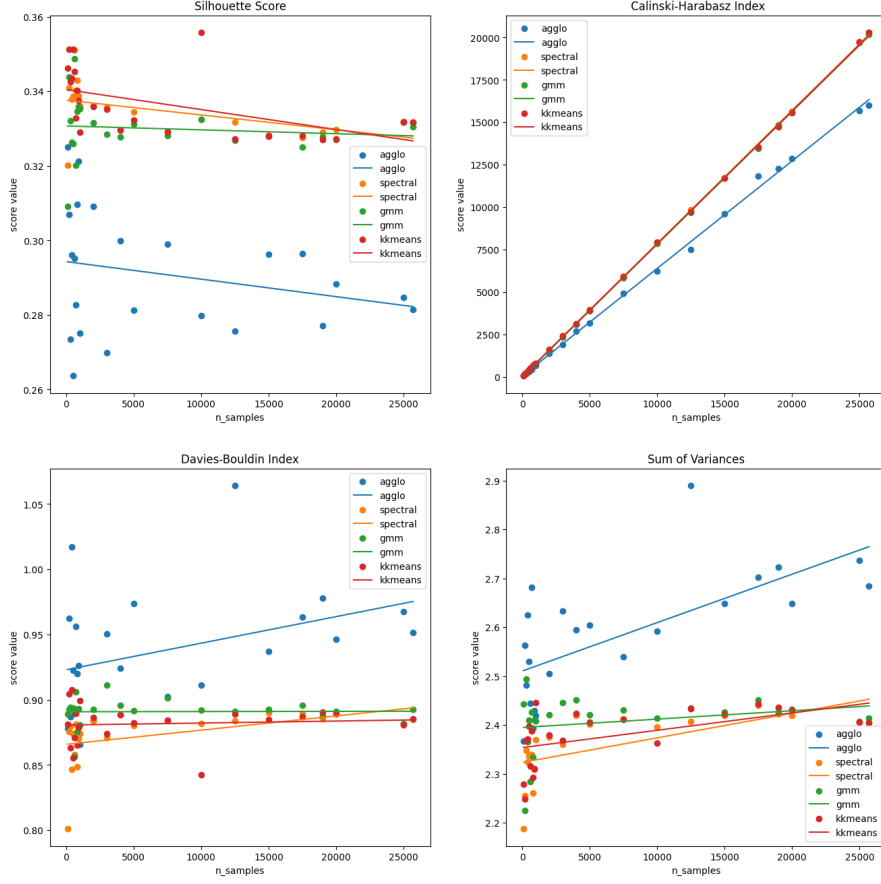 Silhouette Score
0.36
0.34
0.32
0.30
0.28
0.26
score value
agglo
agglo
spectral
spectral
gmm
gmm
kkmeans
kkmeans
0 5000 10000 15000 20000 25000
n_samples
Calinski-Harabasz Index
20000
17500
15000
12500
10000
7500
5000
2500
0
score value
agglo
agglo
spectral
spectral
gmm
gmm
kkmeans
kkmeans
0 5000 10000 15000 20000 25000
n_samples
Davies-Bouldin Index
1.05
1.00
0.95
0.90
0.85
0.80
score value
agglo
agglo
spectral
spectral
gmm
gmm
kkmeans
kkmeans
0 5000 10000 15000 20000 25000
n_samples
Sum of Variances
2.9
2.8
2.7
2.6
2.5
2.4
2.3
2.2
score value
agglo
agglo
spectral
spectral
gmm
gmm
kkmeans
kkmeans
0 5000 10000 15000 20000 25000
n_samples